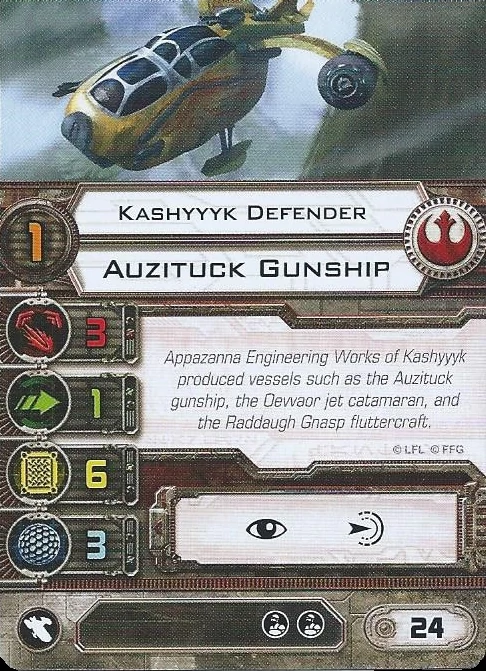 KASHYYYK DEFENDER
1
AUZITUCK GUNSHIP
3
Appazanna Engineering Works of Kashyyyk
produced vessels such as the Auzituck
gunship, the Oevvaor jet catamaran, and
the Raddaugh Gnasp fluttercraft.
1
© LFL © FFG
6
3
24